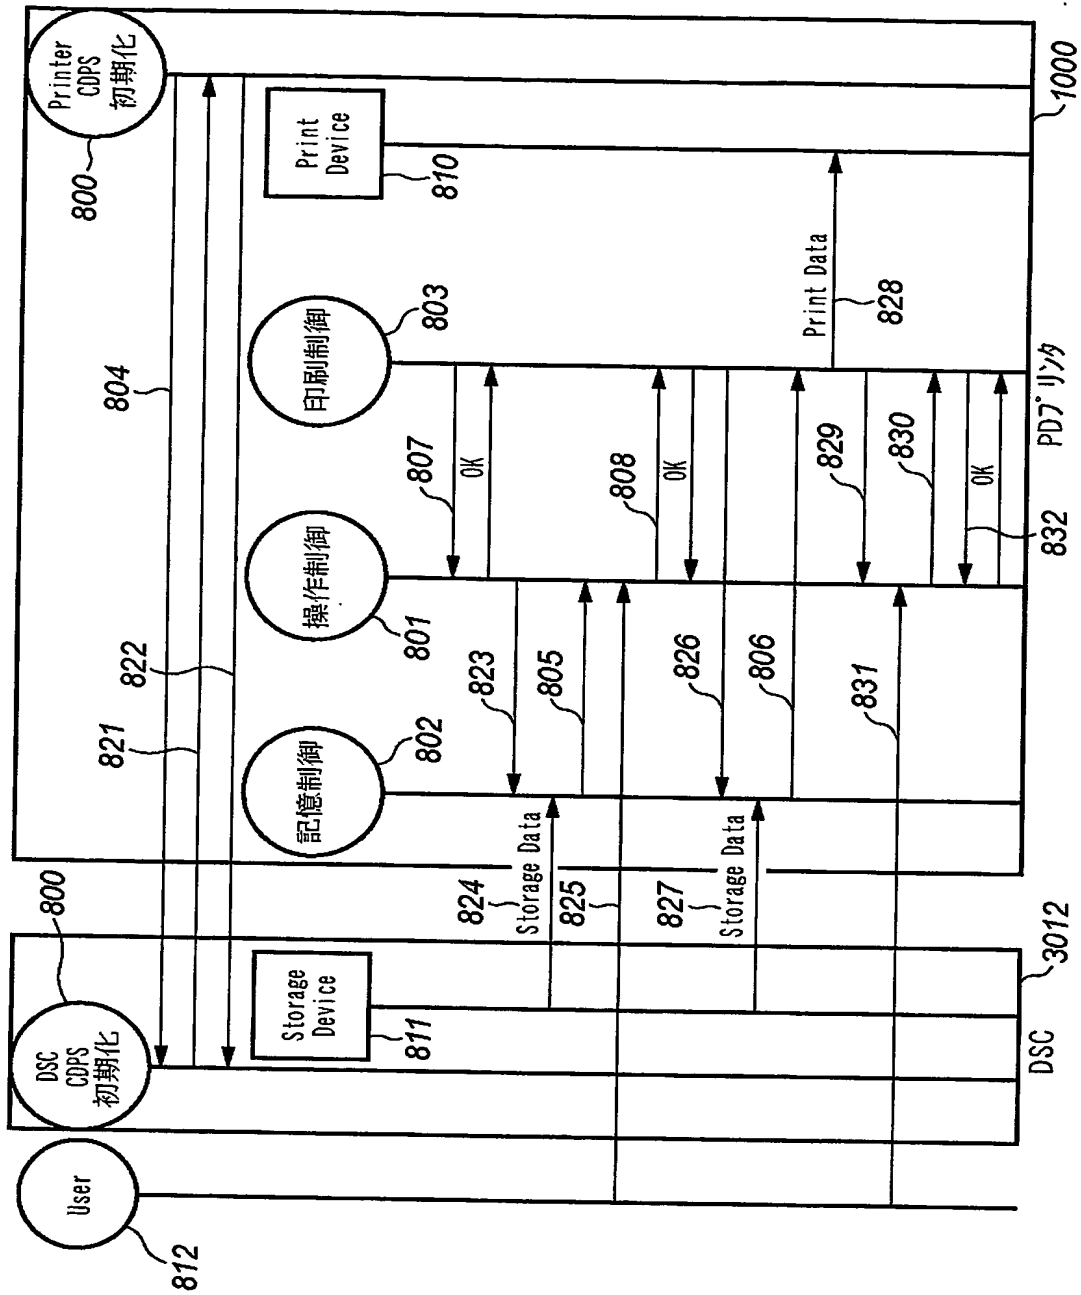 User
812
DSC
CDPS
初期化
800
Printer
CDPS
初期化
800
804
821
822
Storage
Device
811
記憶制御
802
操作制御
801
印刷制御
803
Print
Device
810
807
OK
823
824
Storage Data
805
825
808
OK
826
827
Storage Data
806
Print Data
828
829
831
830
832
OK
DSC
3012
PDプリンタ
1000